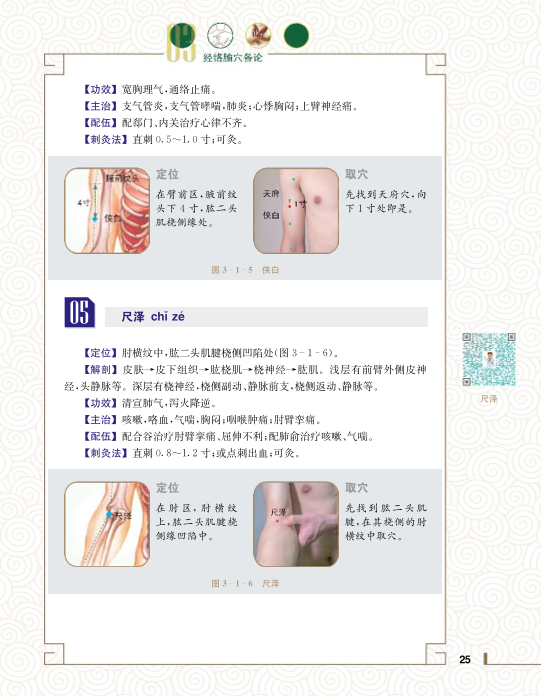 03
经络腧穴各论
【功效】宽胸理气,通络止痛。
【主治】支气管炎,支气管哮喘,肺炎;心悸胸闷;上臂神经痛。
【配伍】配郄门、内关治疗心律不齐。
【刺灸法】直刺 0.5～1.0 寸;可灸。
腋前纹头
4寸
侠白
定位
在臂前区,腋前纹
头下 4 寸,肱二头
肌桡侧缘处。
天府
1寸
侠白
取穴
先找到天府穴,向
下 1 寸处即是。
图 3-1-5 侠白
05
尺泽 chǐ zé
【定位】肘横纹中,肱二头肌腱桡侧凹陷处(图 3-1-6)。
【解剖】皮肤→皮下组织→肱桡肌→桡神经→肱肌。浅层有前臂外侧皮神
经,头静脉等。深层有桡神经,桡侧副动、静脉前支,桡侧返动、静脉等。
【功效】清宣肺气,泻火降逆。
【主治】咳嗽,咯血,气喘,胸闷;咽喉肿痛;肘臂挛痛。
【配伍】配合谷治疗肘臂挛痛、屈伸不利;配肺俞治疗咳嗽、气喘。
【刺灸法】直刺 0.8～1.2 寸;或点刺出血;可灸。
尺泽
尺泽
定位
在肘区,肘横纹
上,肱二头肌腱桡
侧缘凹陷中。
尺泽
取穴
先找到肱二头肌
腱,在其桡侧的肘
横纹中取穴。
图 3-1-6 尺泽
25